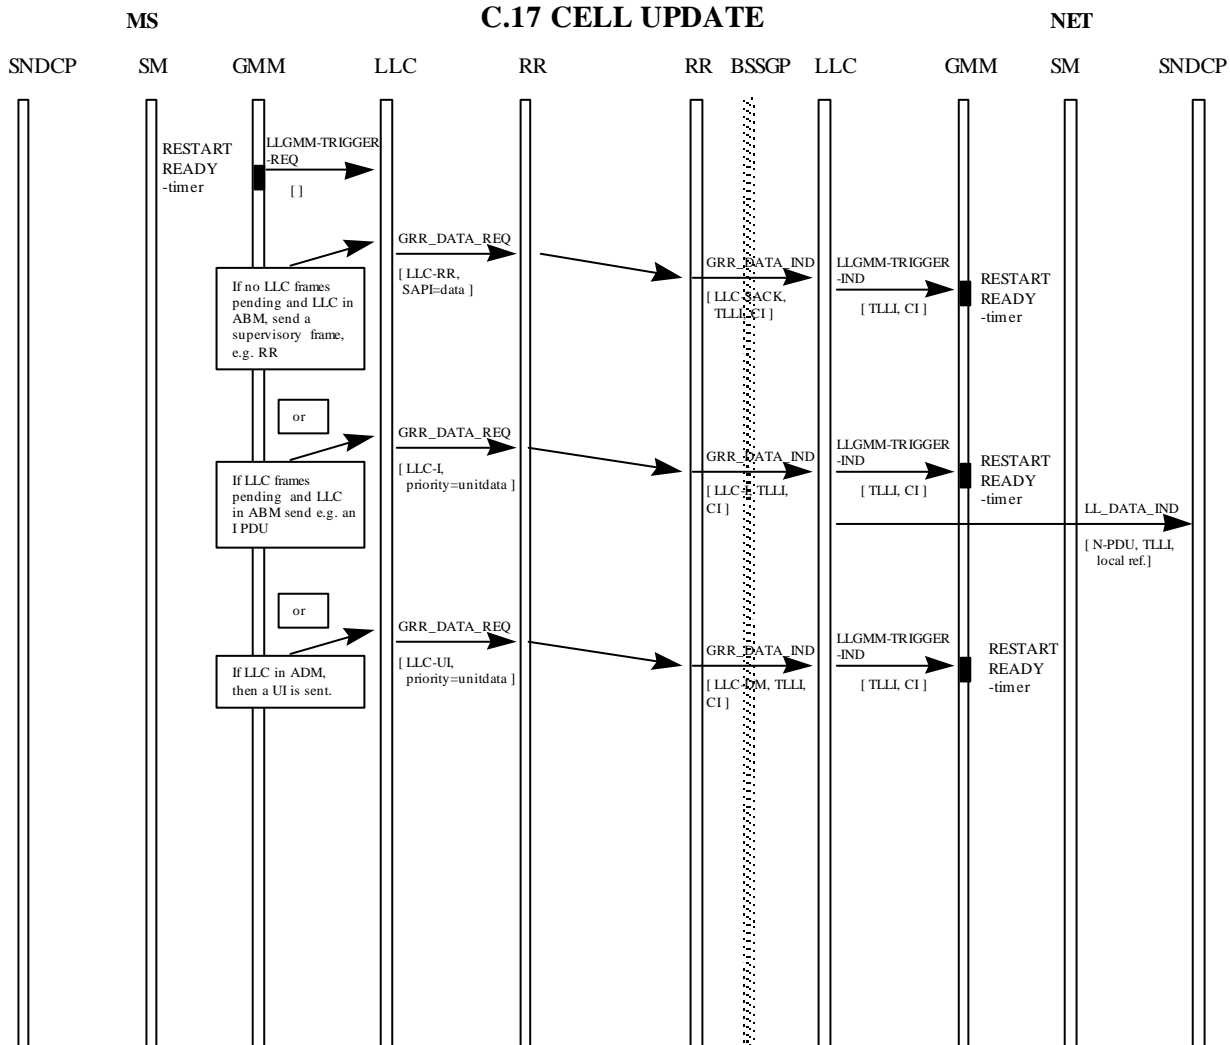 C.17 CELL UPDATE
MS
NET
SNDCP SM GMM LLC RR RR BSSGP LLC GMM SM SNDCP
RESTART
READY
-timer
LLGMM-TRIGGER
-REQ
[ ]
If no LLC frames
pending and LLC in
ABM, send a
supervisory frame,
e.g. RR
GRR_DATA_REQ
[ LLC-RR,
SAPI=data ]
GRR_DATA_IND
[ LLC-SACK,
TLLI, CI ]
LLGMM-TRIGGER
-IND
[ TLLI, CI ]
RESTART
READY
-timer
or
If LLC frames
pending and LLC
in ABM send e.g. an
I PDU
GRR_DATA_REQ
[ LLC-I,
priority=unitdata ]
GRR_DATA_IND
[ LLC-I, TLLI,
CI ]
LLGMM-TRIGGER
-IND
[ TLLI, CI ]
RESTART
READY
-timer
LL_DATA_IND
[ N-PDU, TLLI,
local ref.]
or
If LLC in ADM,
then a UI is sent.
GRR_DATA_REQ
[ LLC-UI,
priority=unitdata ]
GRR_DATA_IND
[ LLC-DM, TLLI,
CI ]
LLGMM-TRIGGER
-IND
[ TLLI, CI ]
RESTART
READY
-timer